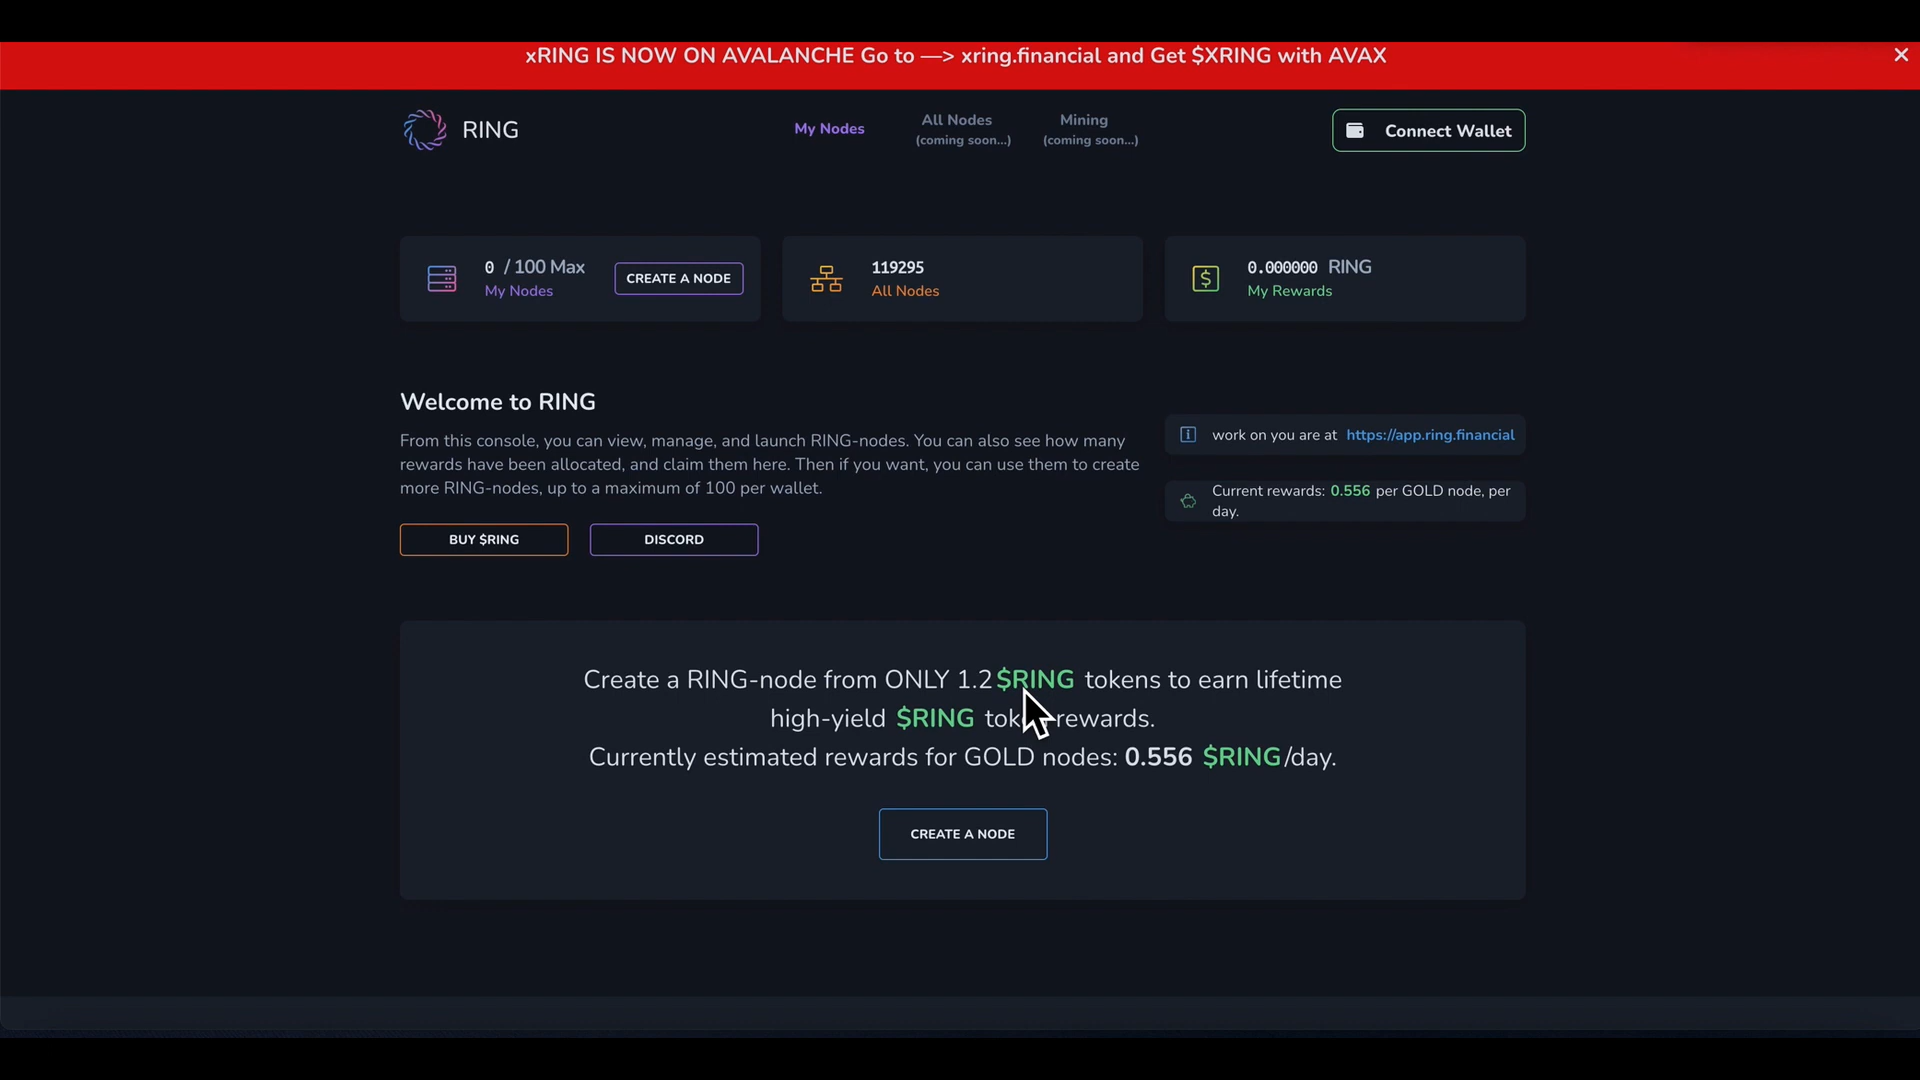 xRING IS NOW ON AVALANCHE Go to —> xring.financial and Get $XRING with AVAX
RING
My Nodes
All Nodes
(coming soon...)
Mining
(coming soon...)
Connect Wallet
0 / 100 Max
My Nodes
CREATE A NODE
119295
All Nodes
0.000000 RING
My Rewards
Welcome to RING
From this console, you can view, manage, and launch RING-nodes. You can also see how many
rewards have been allocated, and claim them here. Then if you want, you can use them to create
more RING-nodes, up to a maximum of 100 per wallet.
BUY $RING
DISCORD
work on you are at https://app.ring.financial
Current rewards: 0.556 per GOLD node, per
day.
Create a RING-node from ONLY 1.2 $RING tokens to earn lifetime
high-yield $RING token rewards.
Currently estimated rewards for GOLD nodes: 0.556 $RING/day.
CREATE A NODE